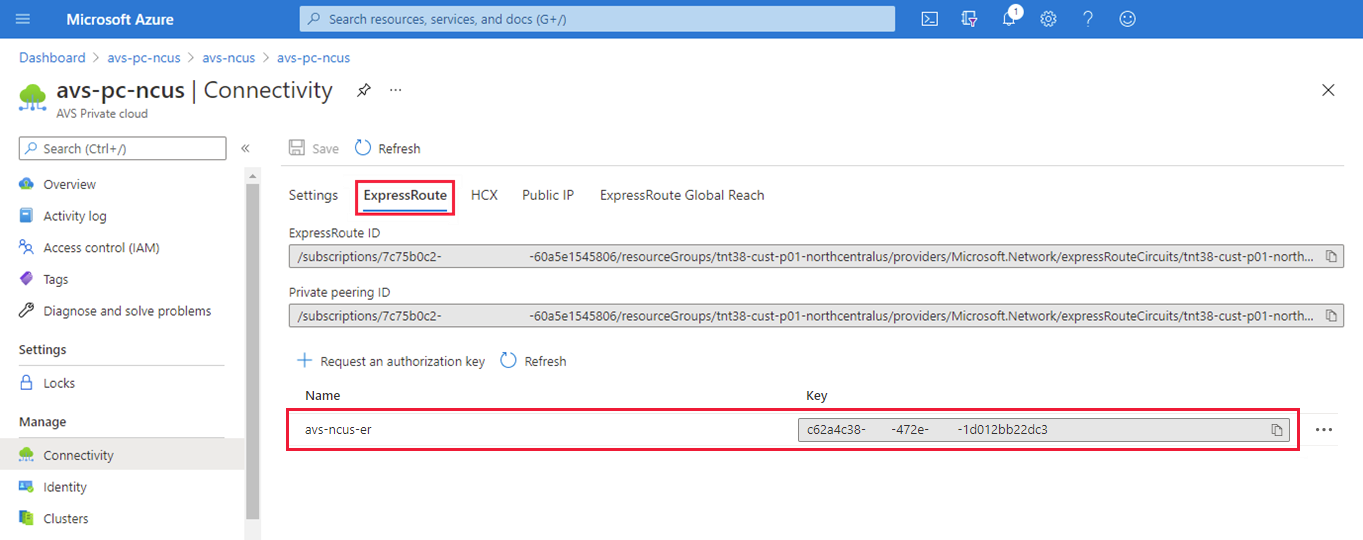 Microsoft Azure
Search resources, services, and docs (G+/)
1
Dashboard > avs-pc-ncus > avs-ncus > avs-pc-ncus
avs-pc-ncus | Connectivity
AVS Private cloud
Search (Ctrl+/)
«
Overview
Activity log
Access control (IAM)
Tags
Diagnose and solve problems
Settings
Locks
Manage
Connectivity
Identity
Clusters
Save Refresh
Settings ExpressRoute HCX Public IP ExpressRoute Global Reach
ExpressRoute ID
/subscriptions/7c75b0c2- -60a5e1545806/resourceGroups/tnt38-cust-p01-northcentralus/providers/Microsoft.Network/expressRouteCircuits/tnt38-cust-p01-north...
Private peering ID
/subscriptions/7c75b0c2- -60a5e1545806/resourceGroups/tnt38-cust-p01-northcentralus/providers/Microsoft.Network/expressRouteCircuits/tnt38-cust-p01-north...
Request an authorization key Refresh
Name Key
avs-ncus-er c62a4c38- -472e- -1d012bb22dc3